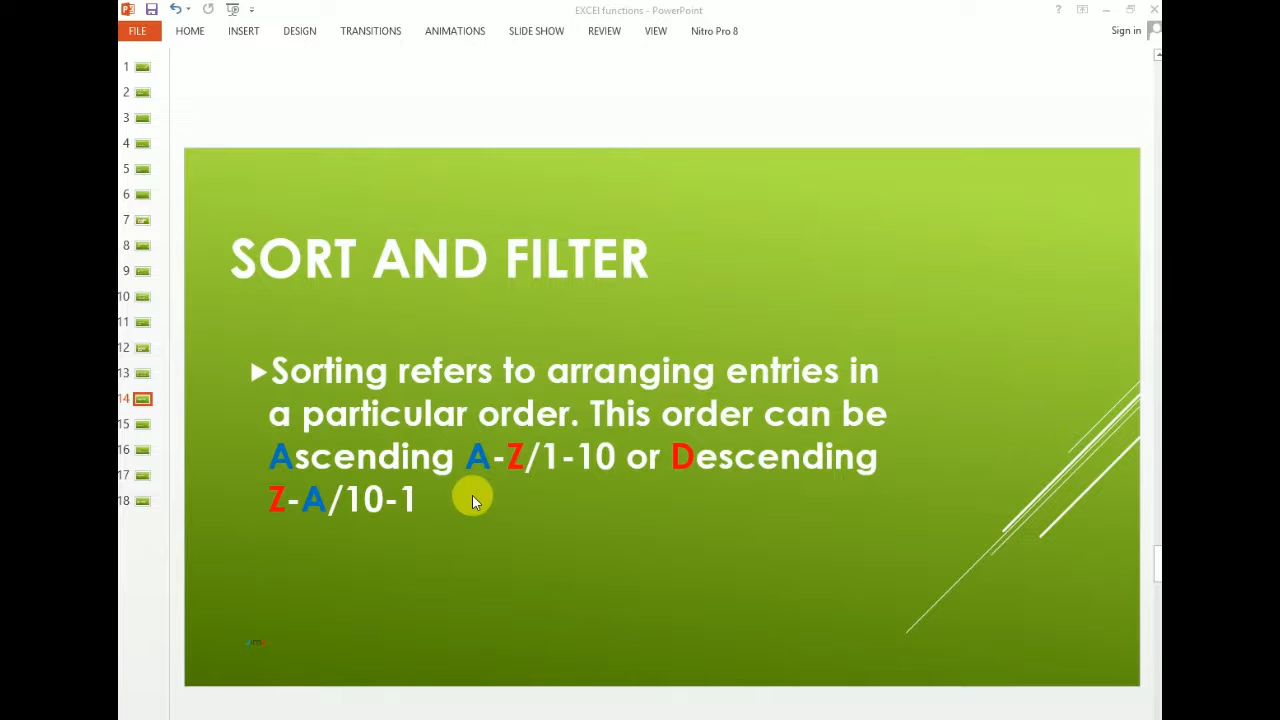 EXCEl functions - PowerPoint
?
FILE HOME INSERT DESIGN TRANSITIONS ANIMATIONS SLIDE SHOW REVIEW VIEW Nitro Pro 8 Sign in
1
2
3
4
5
6
7
8
9
10
11
12
13
14
15
16
17
18
SORT AND FILTER
Sorting refers to arranging entries in
a particular order. This order can be
Ascending A-Z/1-10 or Descending
Z-A/10-1